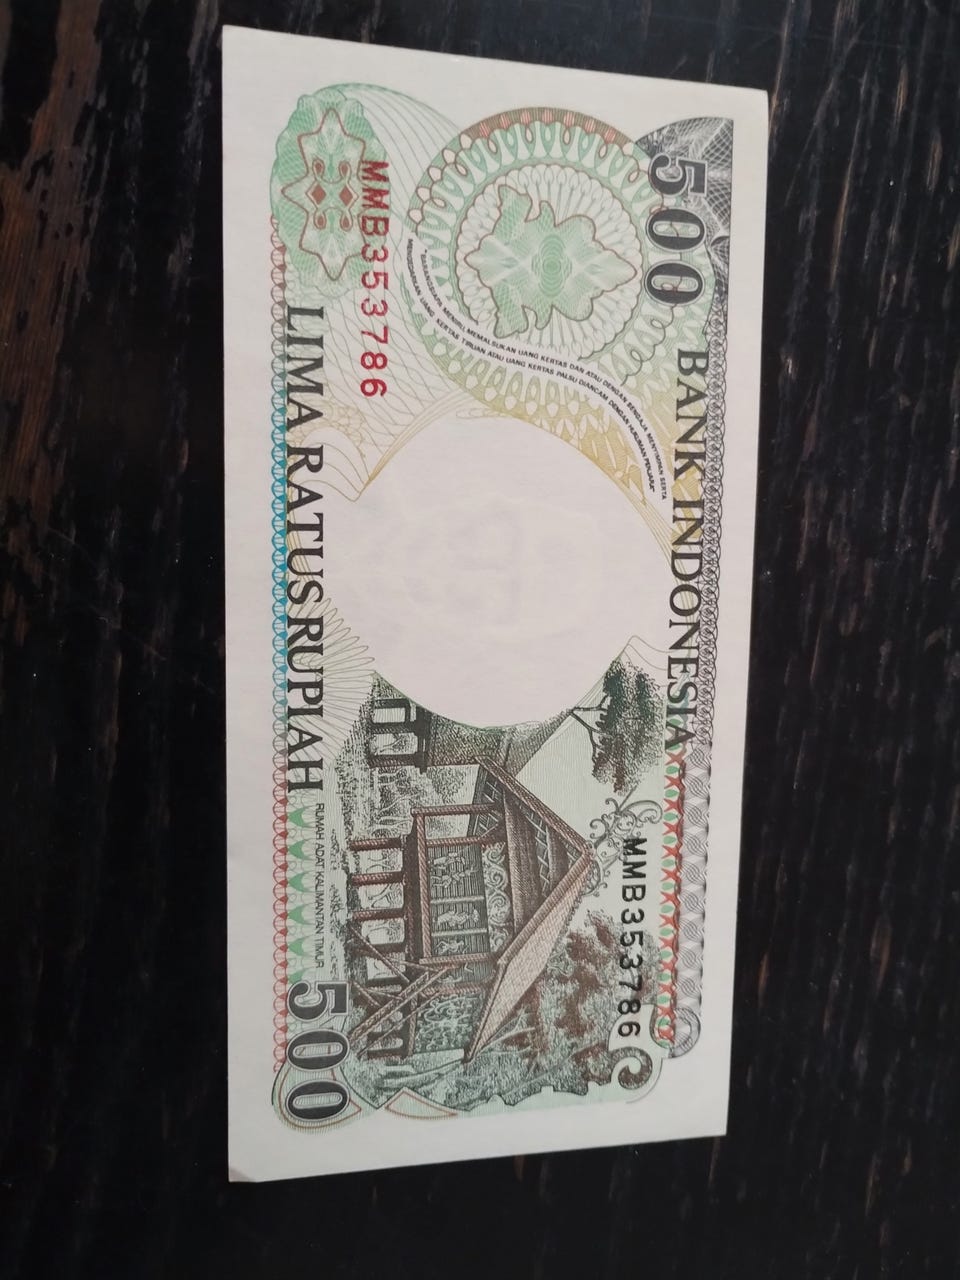 500
BANK INDONESIA
MMB353786
"BARANGSIAPA MENIRU, MEMALSUKAN UANG KERTAS DAN ATAU DENGAN SENGAJA MENYIMPAN SERTA
MENGEDARKAN UANG KERTAS TIRUAN ATAU UANG KERTAS PALSU DIANCAM DENGAN HUKUMAN PENJARA"
MMB353786
RUMAH ADAT KALIMANTAN TIMUR
LIMA RATUS RUPIAH
500